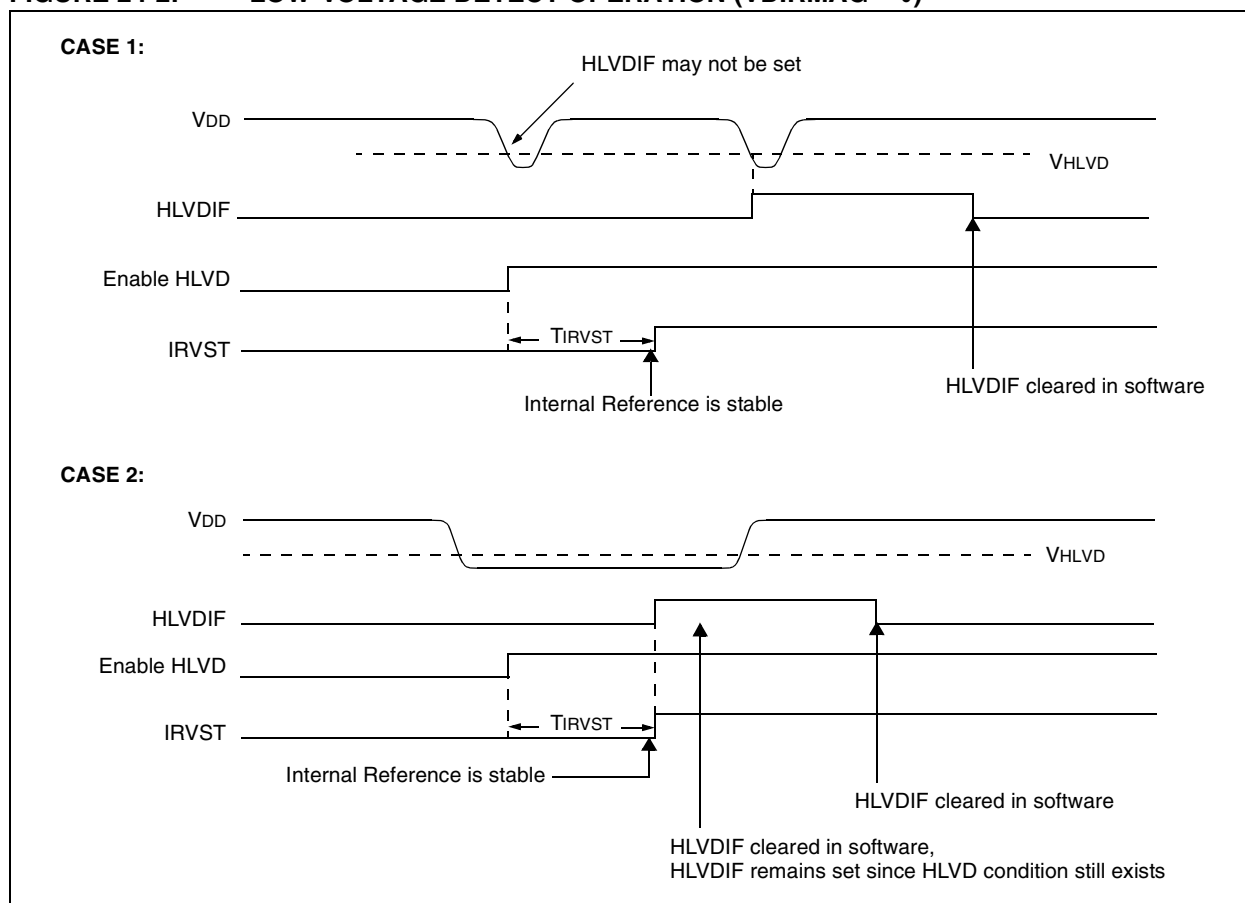 CASE 1:
HLVDIF may not be set
VDD
VHLVD
HLVDIF
Enable HLVD
TIRVST
IRVST
HLVDIF cleared in software
Internal Reference is stable
CASE 2:
VDD
VHLVD
HLVDIF
Enable HLVD
TIRVST
IRVST
Internal Reference is stable
HLVDIF cleared in software
HLVDIF cleared in software,
HLVDIF remains set since HLVD condition still exists